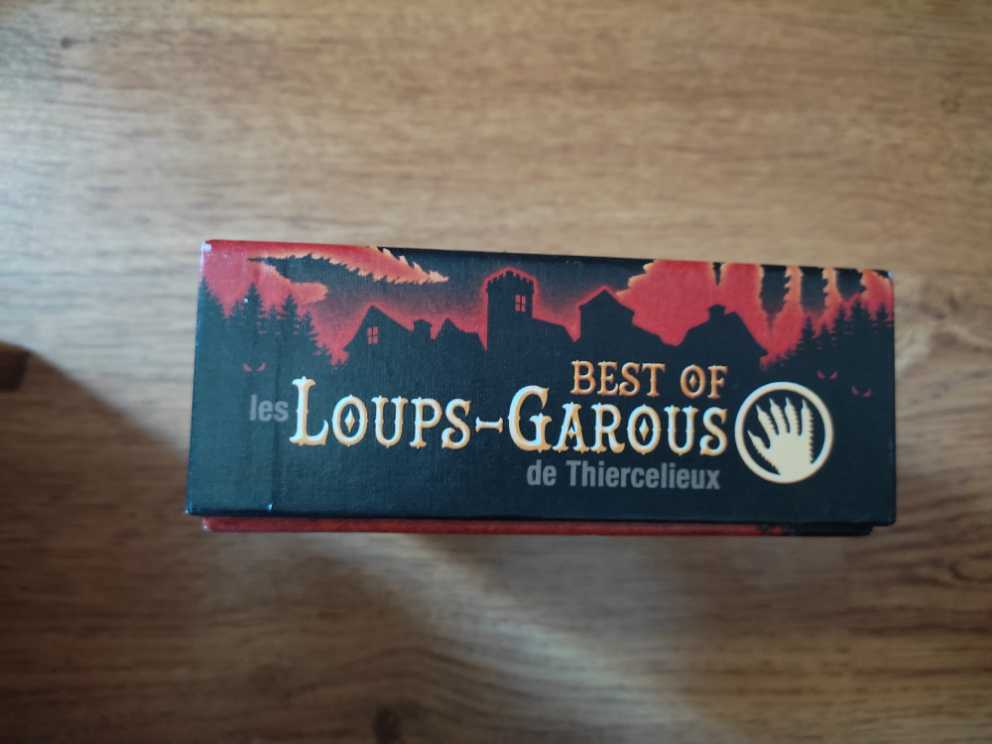 BEST OF
les LOUPS-GAROUS
de Thiercelieux